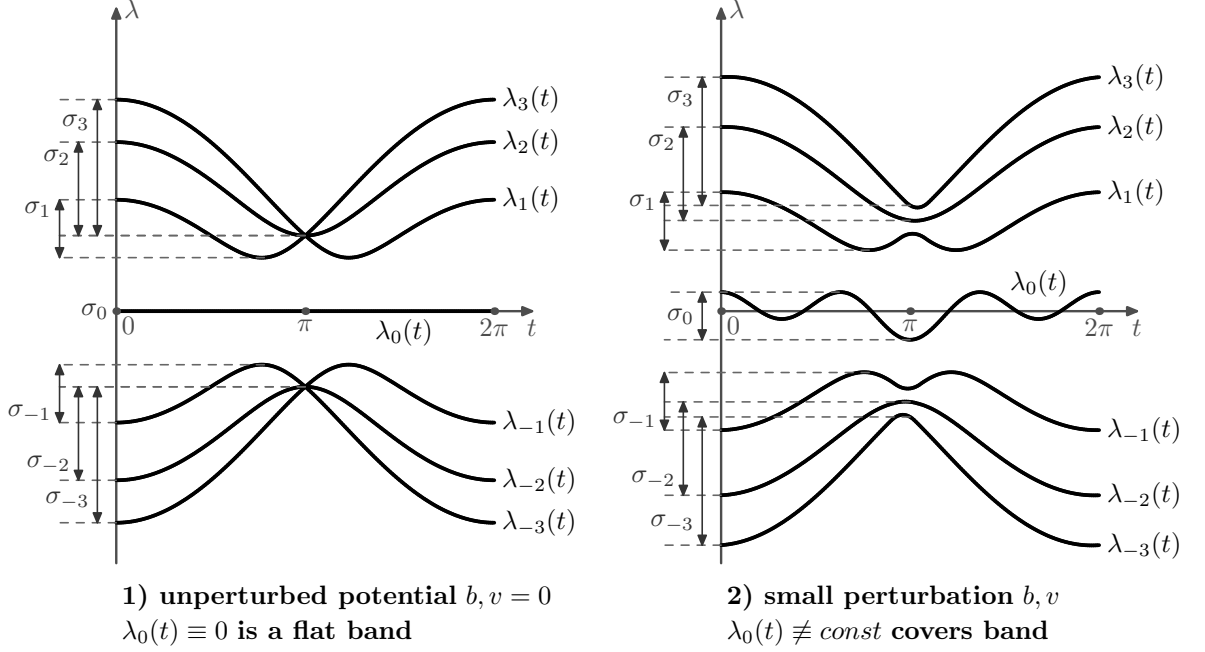 λ
λ₃(t)
λ₂(t)
λ₁(t)
σ₃
σ₂
σ₁
σ₀
0
π
λ₀(t)
2π
t
σ₋₁
σ₋₂
σ₋₃
λ₋₁(t)
λ₋₂(t)
λ₋₃(t)
1) unperturbed potential b, v = 0
λ₀(t) ≡ 0 is a flat band
λ
λ₃(t)
λ₂(t)
λ₁(t)
σ₃
σ₂
σ₁
λ₀(t)
σ₀
0
π
2π
t
σ₋₁
σ₋₂
σ₋₃
λ₋₁(t)
λ₋₂(t)
λ₋₃(t)
2) small perturbation b, v
λ₀(t) ≢ const covers band